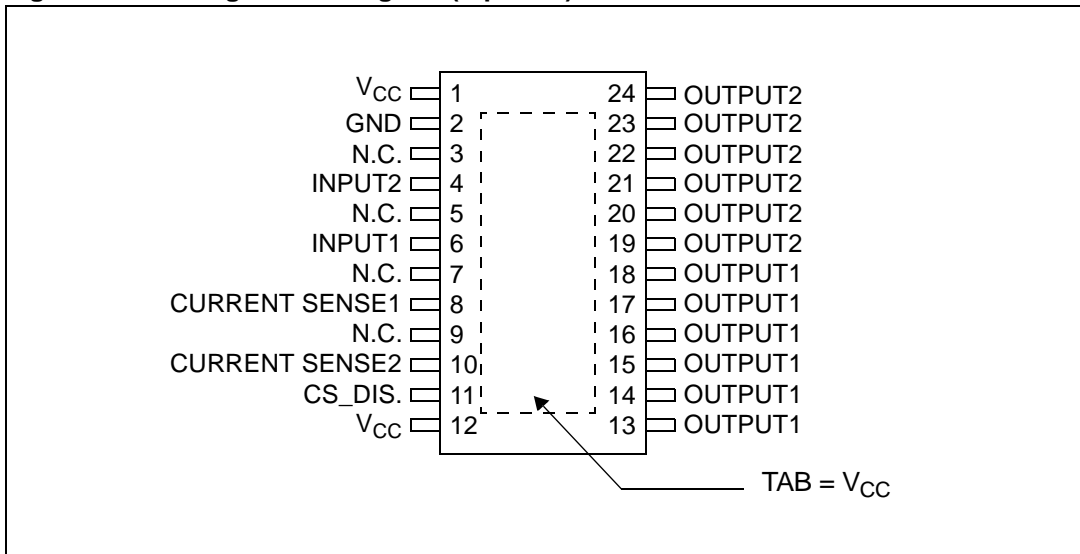 V_CC 1 24 OUTPUT2
GND 2 23 OUTPUT2
N.C. 3 22 OUTPUT2
INPUT2 4 21 OUTPUT2
N.C. 5 20 OUTPUT2
INPUT1 6 19 OUTPUT2
N.C. 7 18 OUTPUT1
CURRENT SENSE1 8 17 OUTPUT1
N.C. 9 16 OUTPUT1
CURRENT SENSE2 10 15 OUTPUT1
CS_DIS. 11 14 OUTPUT1
V_CC 12 13 OUTPUT1
TAB = V_CC